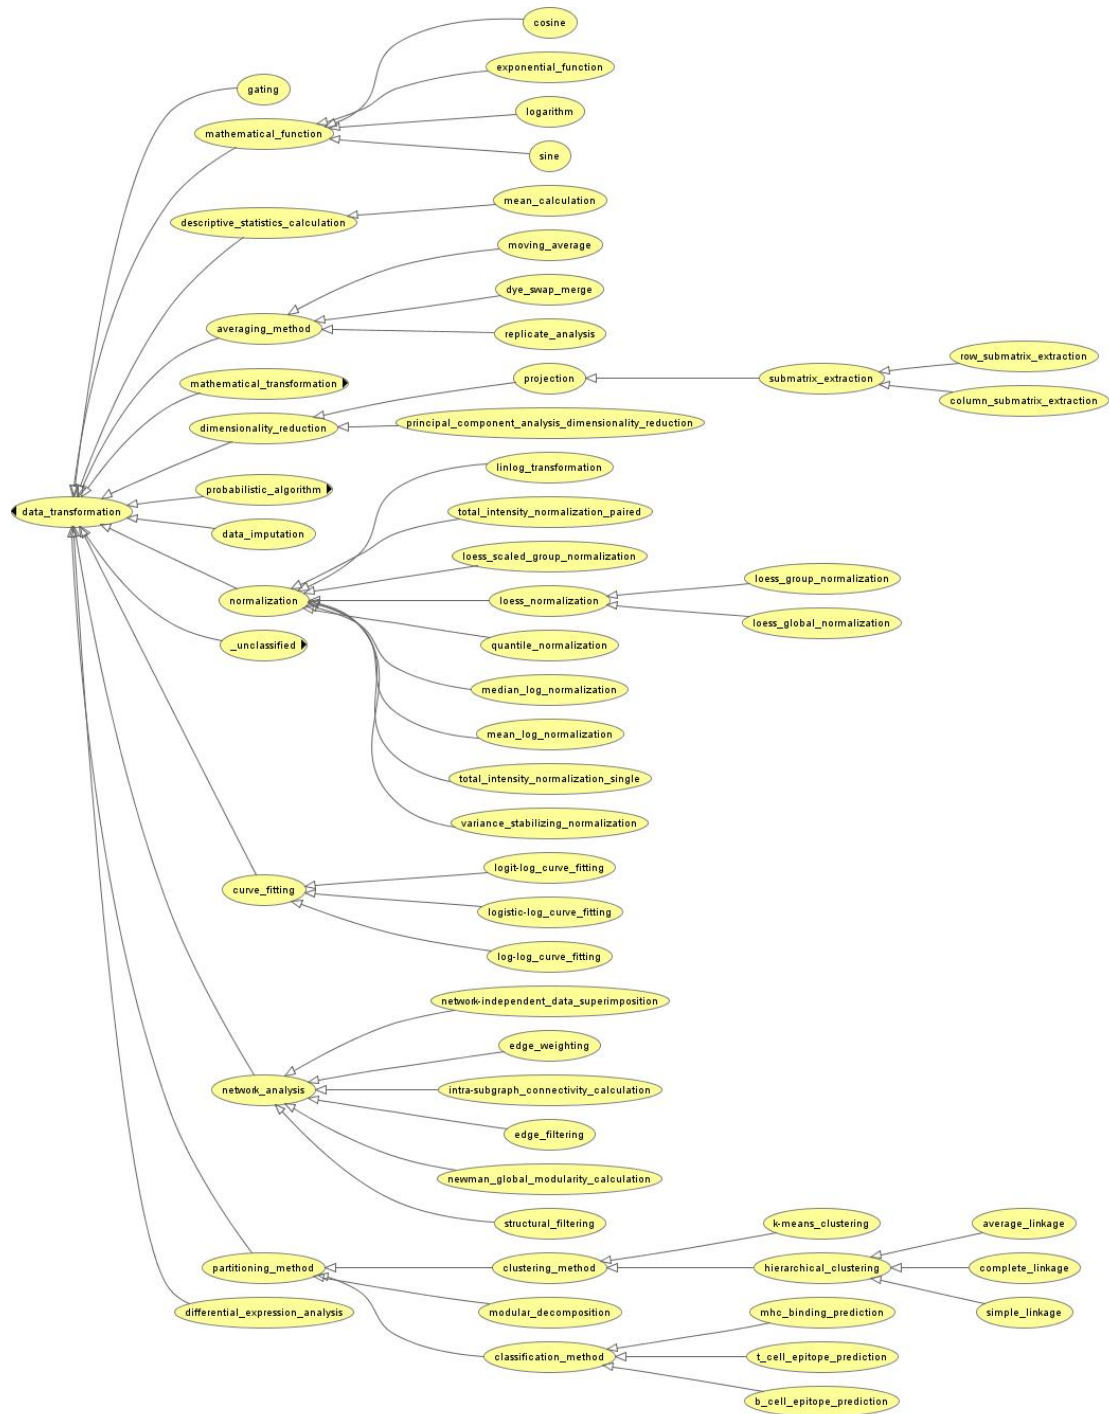 cosine
exponential_function
gating
logarithm
mathematical_function
sine
mean_calculation
descriptive_statistics_calculation
moving_average
dye_swap_merge
averaging_method
replicate_analysis
row_submatrix_extraction
mathematical_transformation
projection
submatrix_extraction
column_submatrix_extraction
dimensionality_reduction
principal_component_analysis_dimensionality_reduction
linlog_transformation
probabilistic_algorithm
data_transformation
total_intensity_normalization_paired
data_imputation
loess_scaled_group_normalization
loess_group_normalization
normalization
loess_normalization
loess_global_normalization
_unclassified
quantile_normalization
median_log_normalization
mean_log_normalization
total_intensity_normalization_single
variance_stabilizing_normalization
logit-log_curve_fitting
curve_fitting
logistic-log_curve_fitting
log-log_curve_fitting
network-independent_data_superimposition
edge_weighting
network_analysis
intra-subgraph_connectivity_calculation
edge_filtering
newman_global_modularity_calculation
structural_filtering
k-means_clustering
average_linkage
partitioning_method
clustering_method
hierarchical_clustering
complete_linkage
differential_expression_analysis
modular_decomposition
mhc_binding_prediction
simple_linkage
classification_method
t_cell_epitope_prediction
b_cell_epitope_prediction